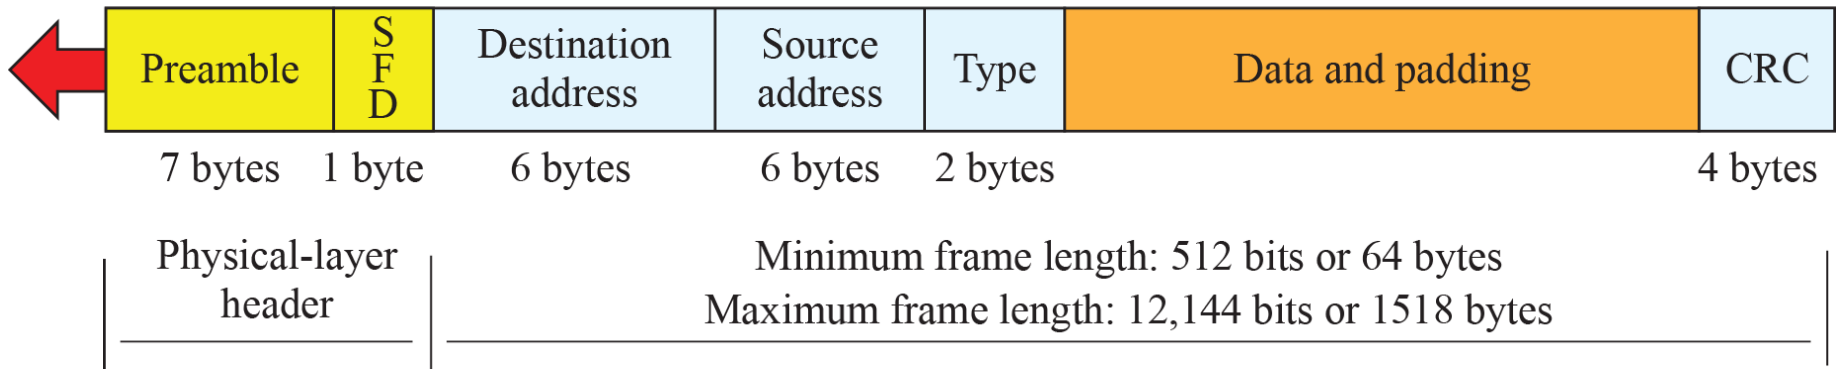 Preamble
S
F
D
Destination
address
Source
address
Type
Data and padding
CRC
7 bytes
1 byte
6 bytes
6 bytes
2 bytes
4 bytes
Physical-layer
header
Minimum frame length: 512 bits or 64 bytes
Maximum frame length: 12,144 bits or 1518 bytes